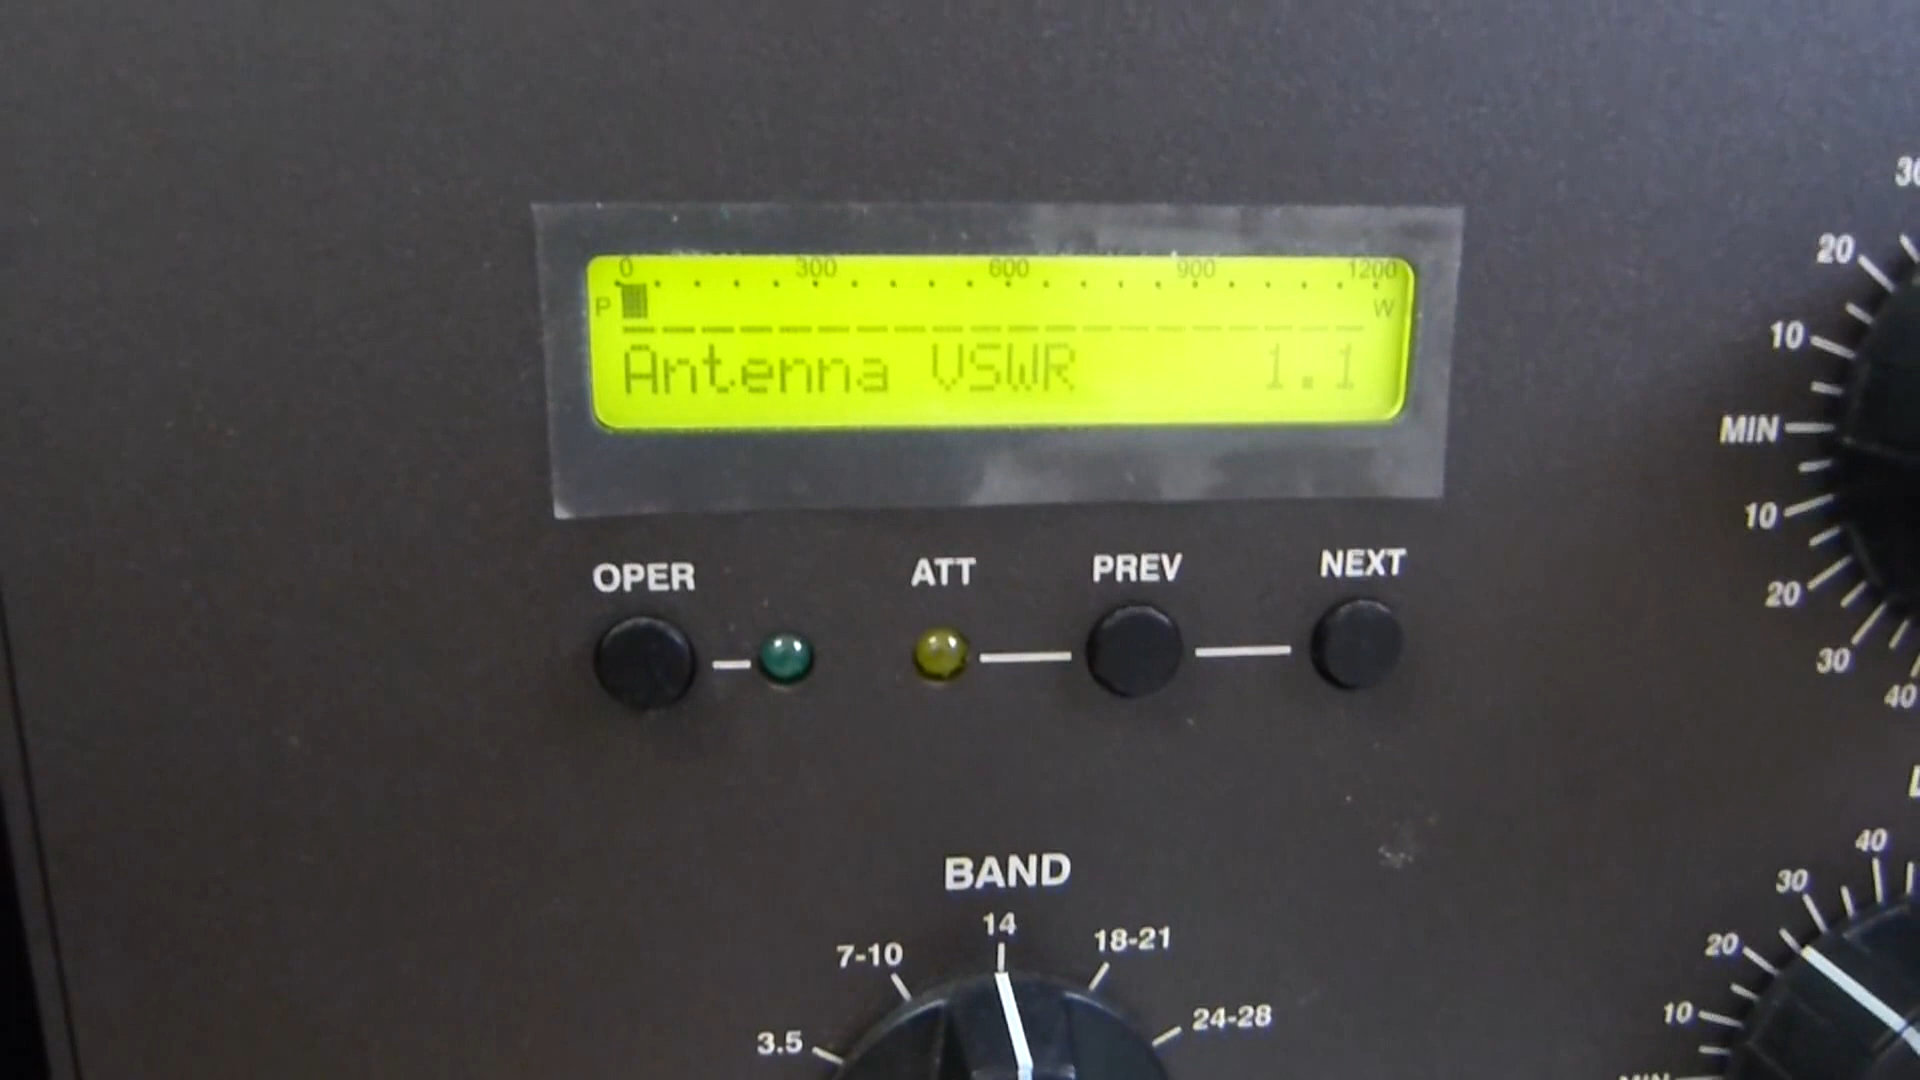 0 300 600 900 1200
P W
Antenna VSWR 1.1
OPER ATT PREV NEXT
BAND
3.5 7-10 14 18-21 24-28
20
10
MIN
10
20
30
40
40
30
20
10